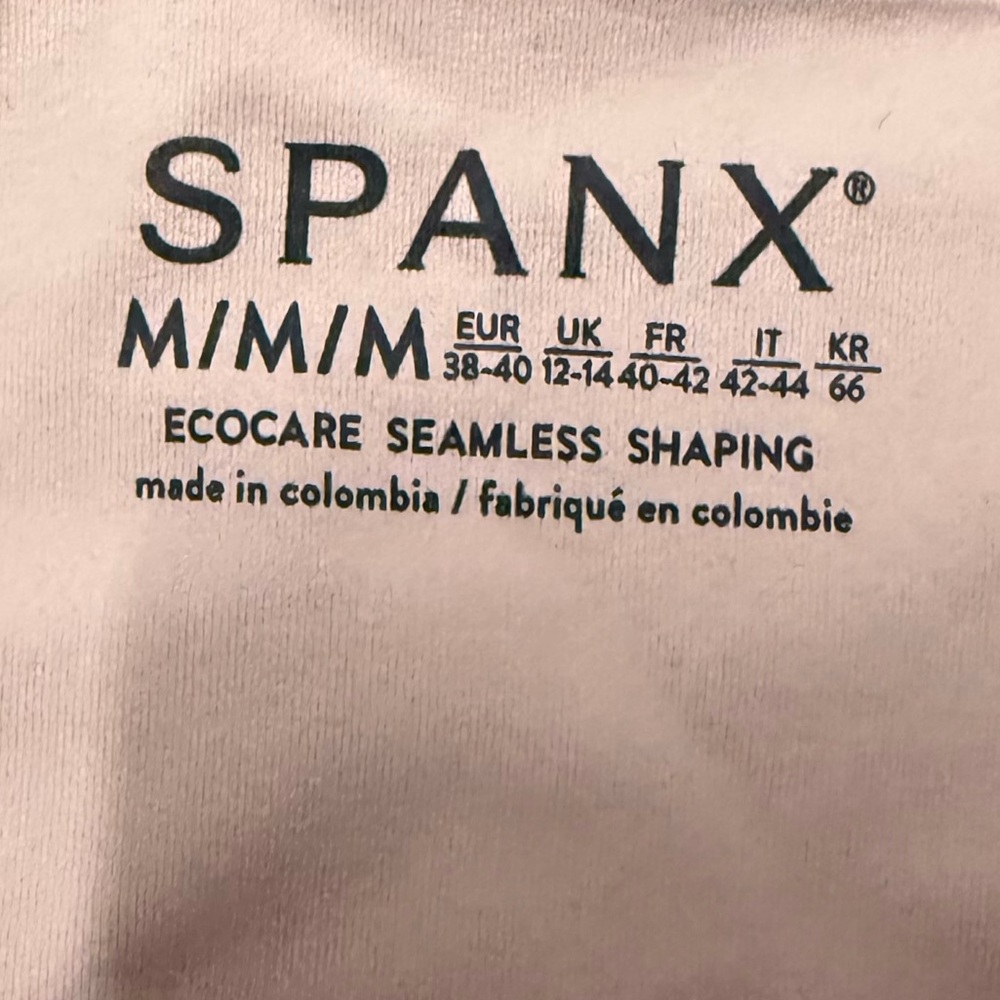 SPANX®
M/M/M EUR 38-40 UK 12-14 FR 40-42 IT 42-44 KR 66
ECOCARE SEAMLESS SHAPING
made in colombia / fabriqué en colombie